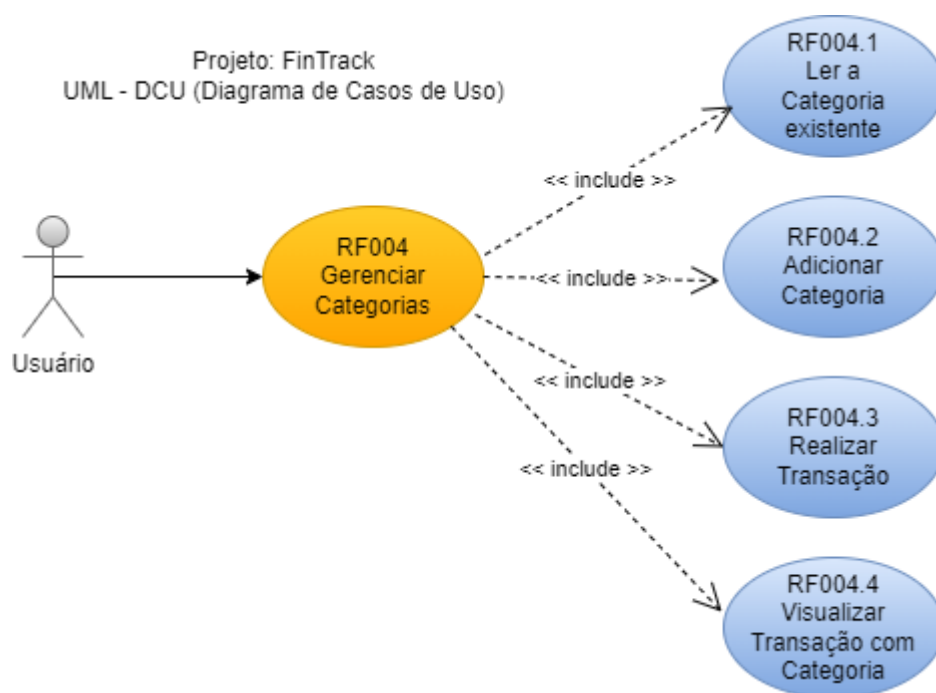 Projeto: FinTrack
UML - DCU (Diagrama de Casos de Uso)
RF004.1
Ler a
Categoria
existente
<< include >>
RF004
Gerenciar
Categorias
RF004.2
Adicionar
Categoria
<< include >>
Usuário
<< include >>
RF004.3
Realizar
Transação
<< include >>
RF004.4
Visualizar
Transação com
Categoria